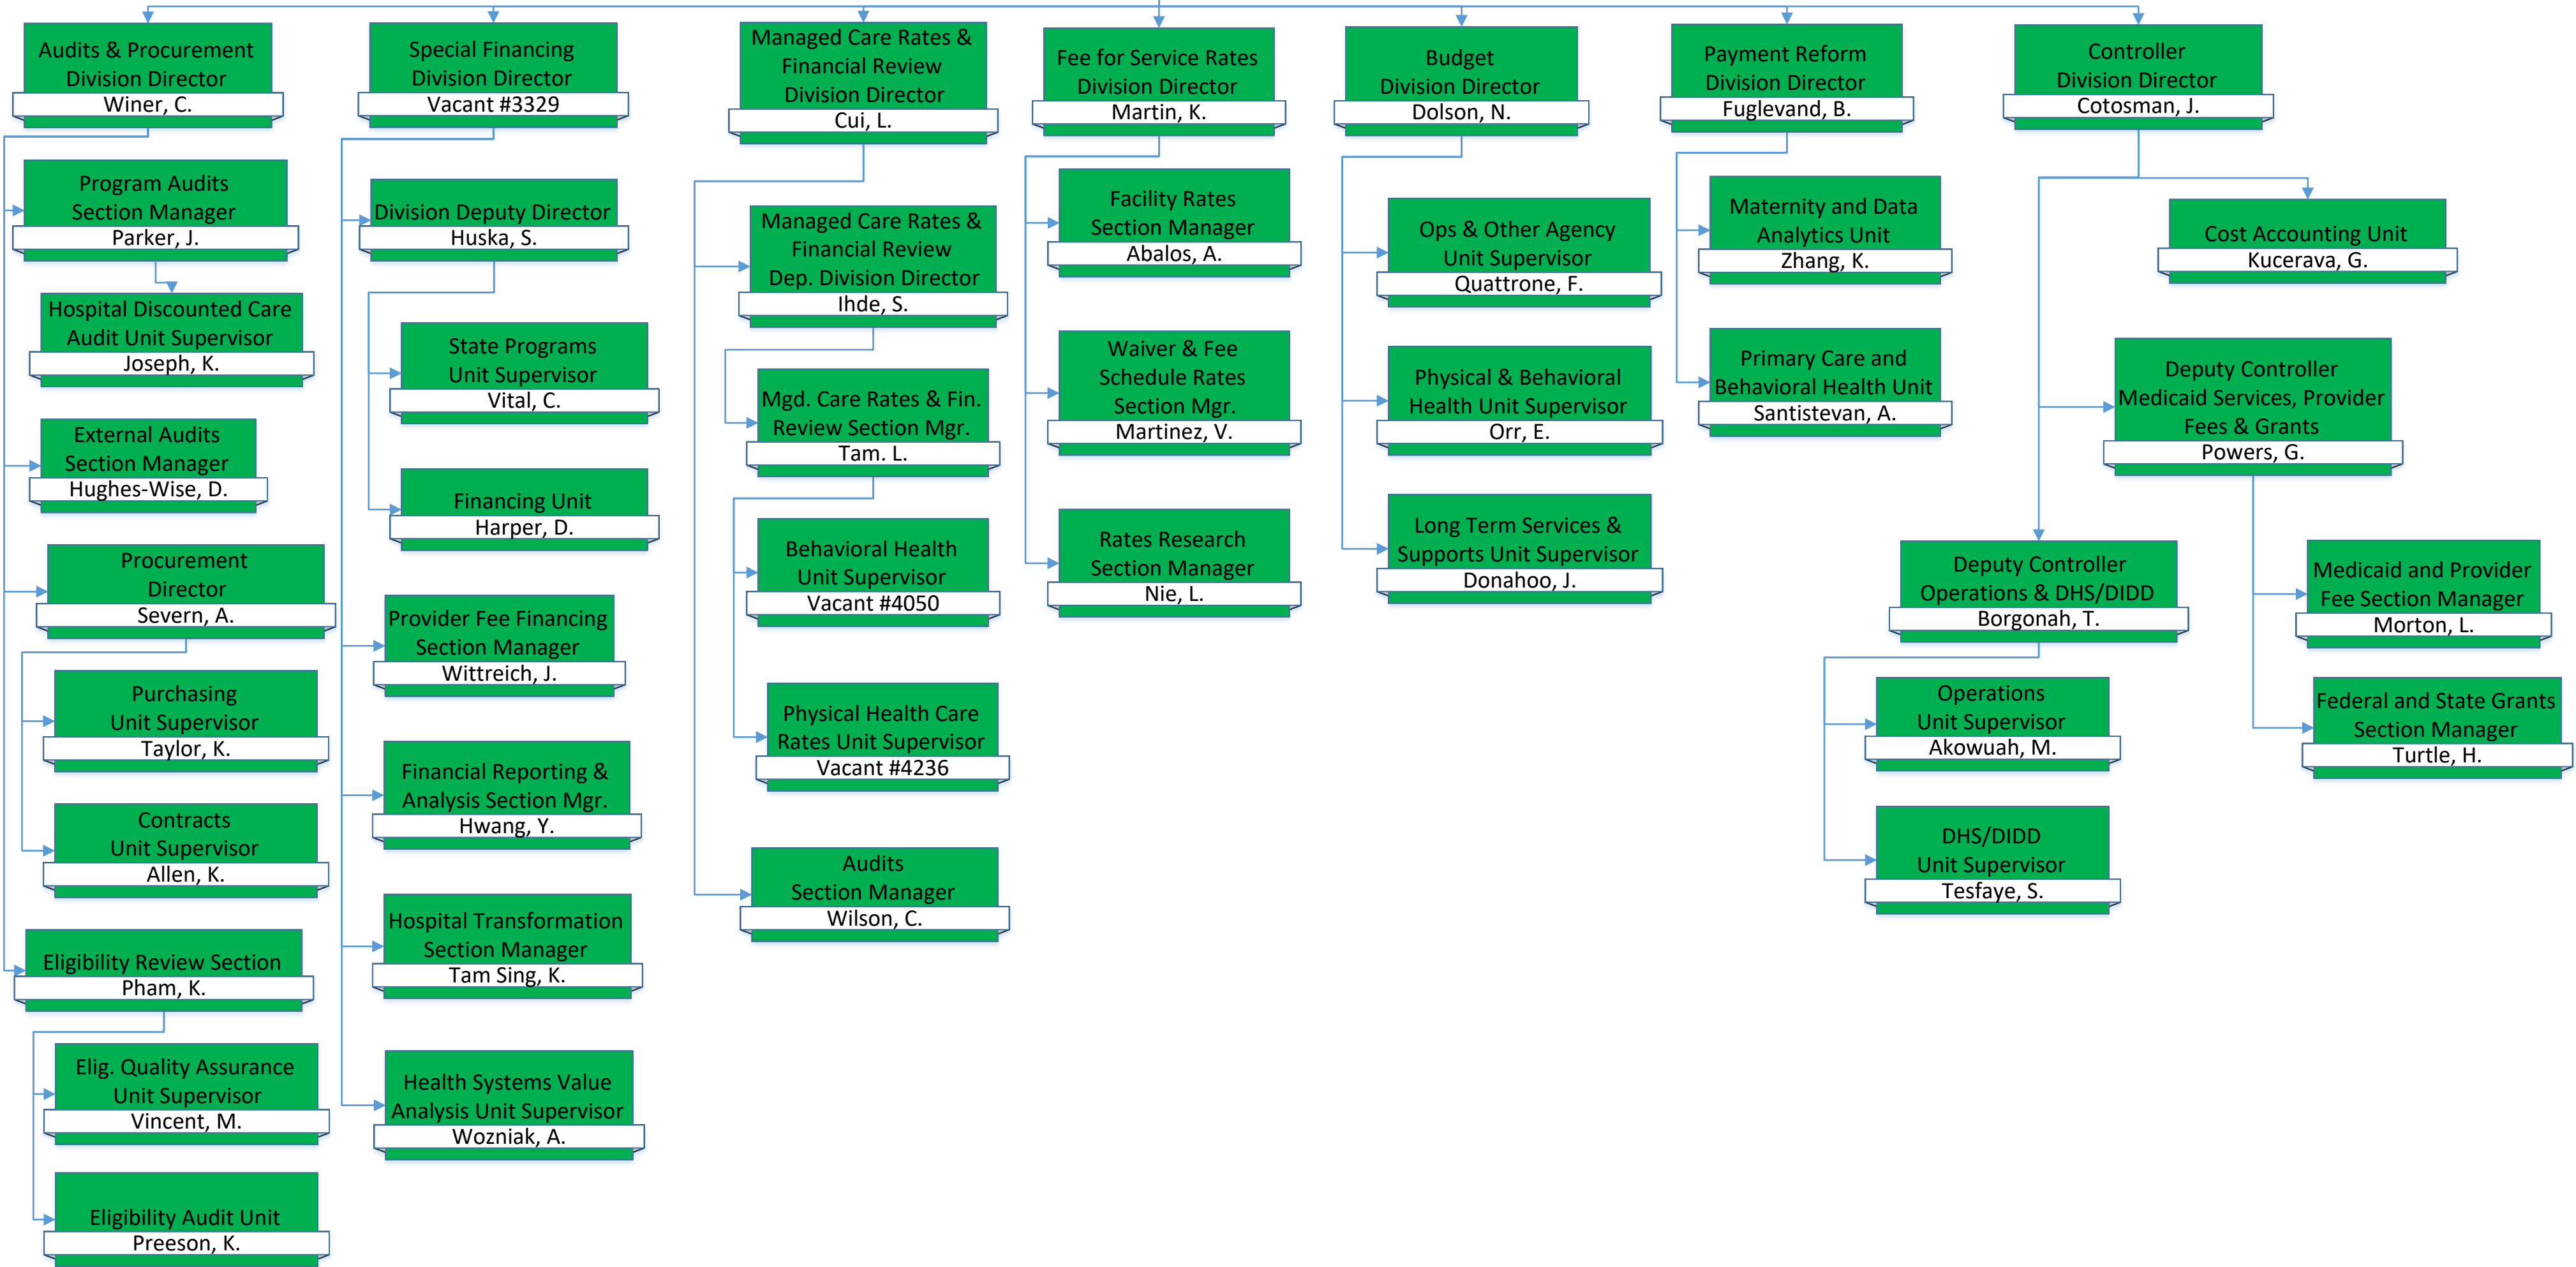 Audits & Procurement
Division Director
Winer, C.
Program Audits
Section Manager
Parker, J.
Hospital Discounted Care
Audit Unit Supervisor
Joseph, K.
External Audits
Section Manager
Hughes-Wise, D.
Procurement
Director
Severn, A.
Purchasing
Unit Supervisor
Taylor, K.
Contracts
Unit Supervisor
Allen, K.
Eligibility Review Section
Pham, K.
Elig. Quality Assurance
Unit Supervisor
Vincent, M.
Eligibility Audit Unit
Preeson, K.
Special Financing
Division Director
Vacant #3329
Division Deputy Director
Huska, S.
State Programs
Unit Supervisor
Vital, C.
Financing Unit
Harper, D.
Provider Fee Financing
Section Manager
Wittreich, J.
Financial Reporting &
Analysis Section Mgr.
Hwang, Y.
Hospital Transformation
Section Manager
Tam Sing, K.
Health Systems Value
Analysis Unit Supervisor
Wozniak, A.
Managed Care Rates &
Financial Review
Division Director
Cui, L.
Managed Care Rates &
Financial Review
Dep. Division Director
Ihde, S.
Mgd. Care Rates & Fin.
Review Section Mgr.
Tam. L.
Behavioral Health
Unit Supervisor
Vacant #4050
Physical Health Care
Rates Unit Supervisor
Vacant #4236
Audits
Section Manager
Wilson, C.
Fee for Service Rates
Division Director
Martin, K.
Facility Rates
Section Manager
Abalos, A.
Waiver & Fee
Schedule Rates
Section Mgr.
Martinez, V.
Rates Research
Section Manager
Nie, L.
Budget
Division Director
Dolson, N.
Ops & Other Agency
Unit Supervisor
Quattrone, F.
Physical & Behavioral
Health Unit Supervisor
Orr, E.
Long Term Services &
Supports Unit Supervisor
Donahoo, J.
Payment Reform
Division Director
Fuglevand, B.
Maternity and Data
Analytics Unit
Zhang, K.
Primary Care and
Behavioral Health Unit
Santistevan, A.
Controller
Division Director
Cotosman, J.
Cost Accounting Unit
Kucerava, G.
Deputy Controller
Medicaid Services, Provider
Fees & Grants
Powers, G.
Medicaid and Provider
Fee Section Manager
Morton, L.
Federal and State Grants
Section Manager
Turtle, H.
Deputy Controller
Operations & DHS/DIDD
Borgonah, T.
Operations
Unit Supervisor
Akowuah, M.
DHS/DIDD
Unit Supervisor
Tesfaye, S.